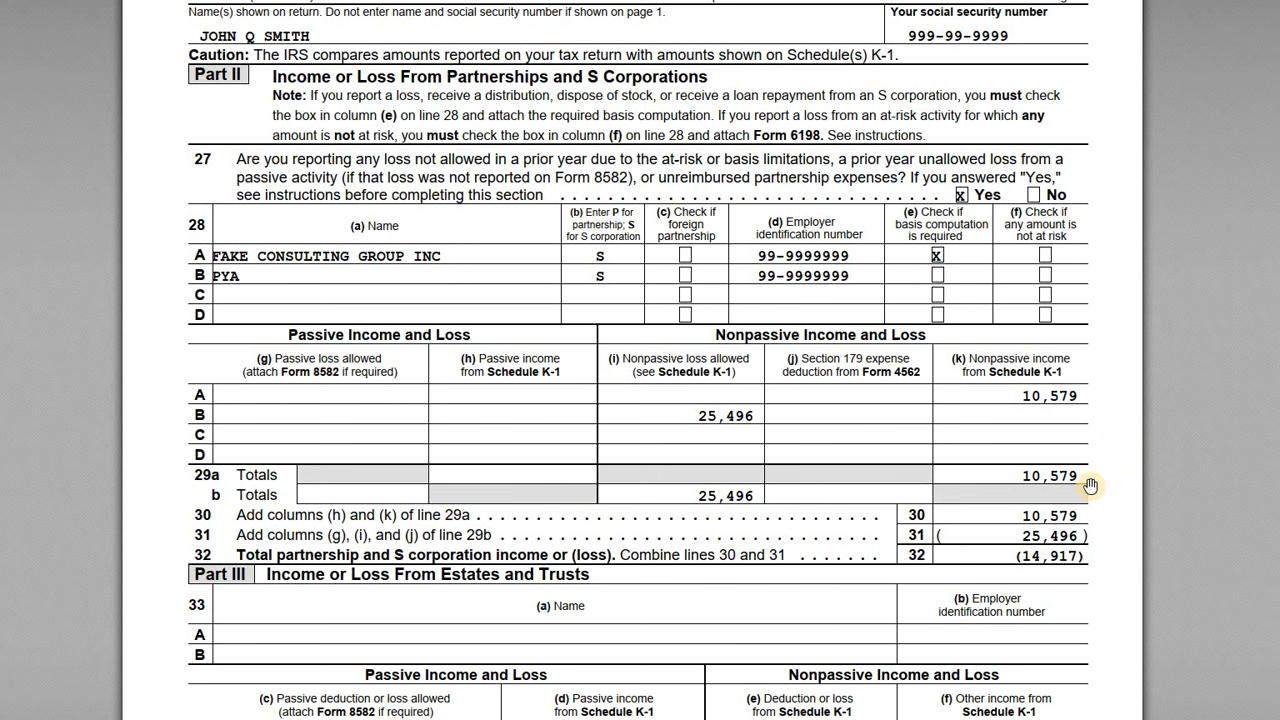 Name(s) shown on return. Do not enter name and social security number if shown on page 1. Your social security number
JOHN Q SMITH 999-99-9999
Caution: The IRS compares amounts reported on your tax return with amounts shown on Schedule(s) K-1.
Part II Income or Loss From Partnerships and S Corporations
Note: If you report a loss, receive a distribution, dispose of stock, or receive a loan repayment from an S corporation, you must check
the box in column (e) on line 28 and attach the required basis computation. If you report a loss from an at-risk activity for which any
amount is not at risk, you must check the box in column (f) on line 28 and attach Form 6198. See instructions.
27 Are you reporting any loss not allowed in a prior year due to the at-risk or basis limitations, a prior year unallowed loss from a
passive activity (if that loss was not reported on Form 8582), or unreimbursed partnership expenses? If you answered "Yes,"
see instructions before completing this section . . . . . . . . . . . . . . . . . . . . . . . . . . . . . X Yes No
28 (a) Name (b) Enter P for partnership; S for S corporation (c) Check if foreign partnership (d) Employer identification number (e) Check if basis computation is required (f) Check if any amount is not at risk
A FAKE CONSULTING GROUP INC S 99-9999999 X
B PYA S 99-9999999
C
D
Passive Income and Loss Nonpassive Income and Loss
(g) Passive loss allowed (attach Form 8582 if required) (h) Passive income from Schedule K-1 (i) Nonpassive loss allowed (see Schedule K-1) (j) Section 179 expense deduction from Form 4562 (k) Nonpassive income from Schedule K-1
A 10,579
B 25,496
C
D
29a Totals 10,579
b Totals 25,496
30 Add columns (h) and (k) of line 29a . . . . . . . . . . . . . . . . . . . . . . . . . . . . . . . 30 10,579
31 Add columns (g), (i), and (j) of line 29b . . . . . . . . . . . . . . . . . . . . . . . . . . . . . 31 ( 25,496 )
32 Total partnership and S corporation income or (loss). Combine lines 30 and 31 . . . . . . . 32 (14,917)
Part III Income or Loss From Estates and Trusts
33 (a) Name (b) Employer identification number
A
B
Passive Income and Loss Nonpassive Income and Loss
(c) Passive deduction or loss allowed (attach Form 8582 if required) (d) Passive income from Schedule K-1 (e) Deduction or loss from Schedule K-1 (f) Other income from Schedule K-1